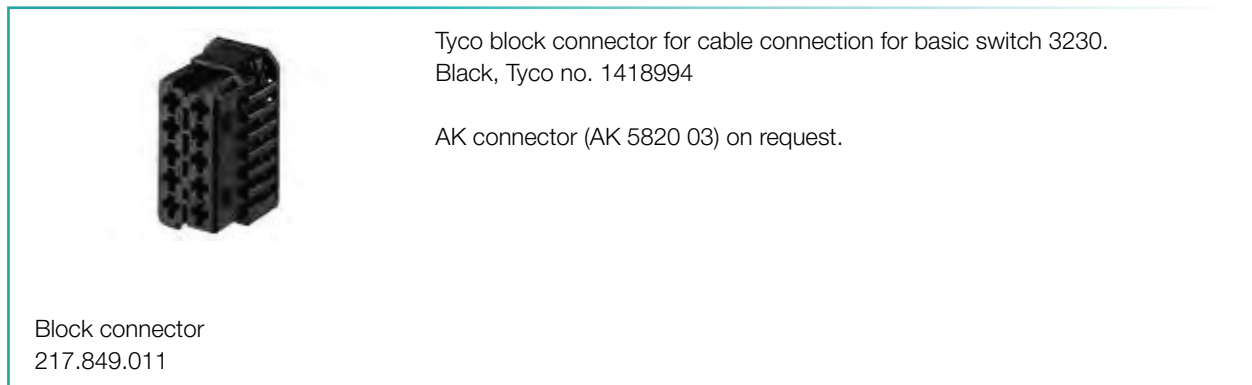 Tyco block connector for cable connection for basic switch 3230.
Black, Tyco no. 1418994
AK connector (AK 5820 03) on request.
Block connector
217.849.011